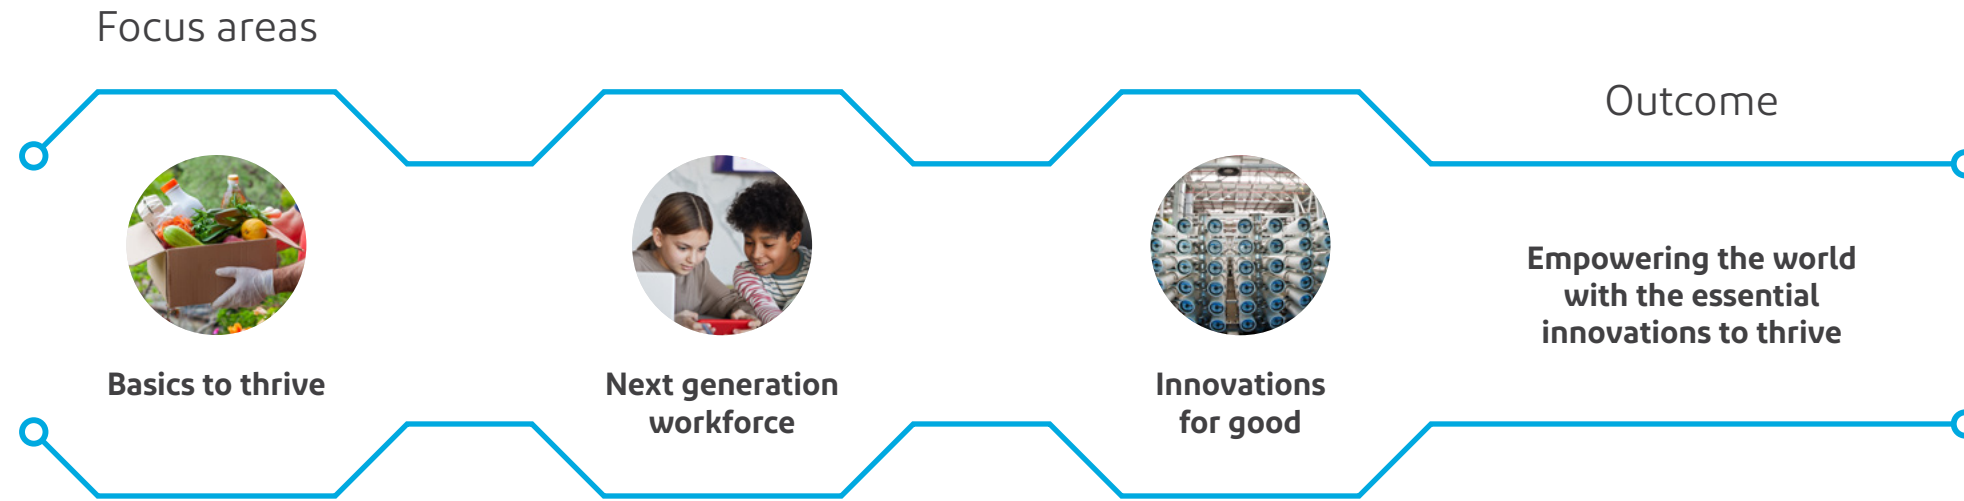 Focus areas
Outcome
Basics to thrive
Next generation
workforce
Innovations
for good
Empowering the world
with the essential
innovations to thrive